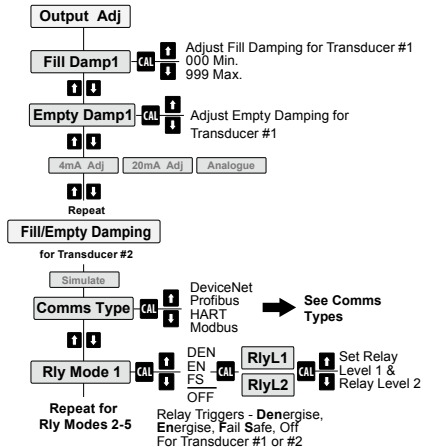 Output Adj
Fill Damp1
CAL
Adjust Fill Damping for Transducer #1
000 Min.
999 Max.
Empty Damp1
CAL
Adjust Empty Damping for
Transducer #1
4mA Adj
20mA Adj
Analogue
Repeat
Fill/Empty Damping
for Transducer #2
Simulate
Comms Type
CAL
DeviceNet
Profibus
HART
Modbus
See Comms
Types
Rly Mode 1
CAL
DEN
EN
FS
OFF
CAL
RlyL1
RlyL2
CAL
Set Relay
Level 1 &
Relay Level 2
Repeat for
Rly Modes 2-5
Relay Triggers - Denergise,
Energise, Fail Safe, Off
For Transducer #1 or #2